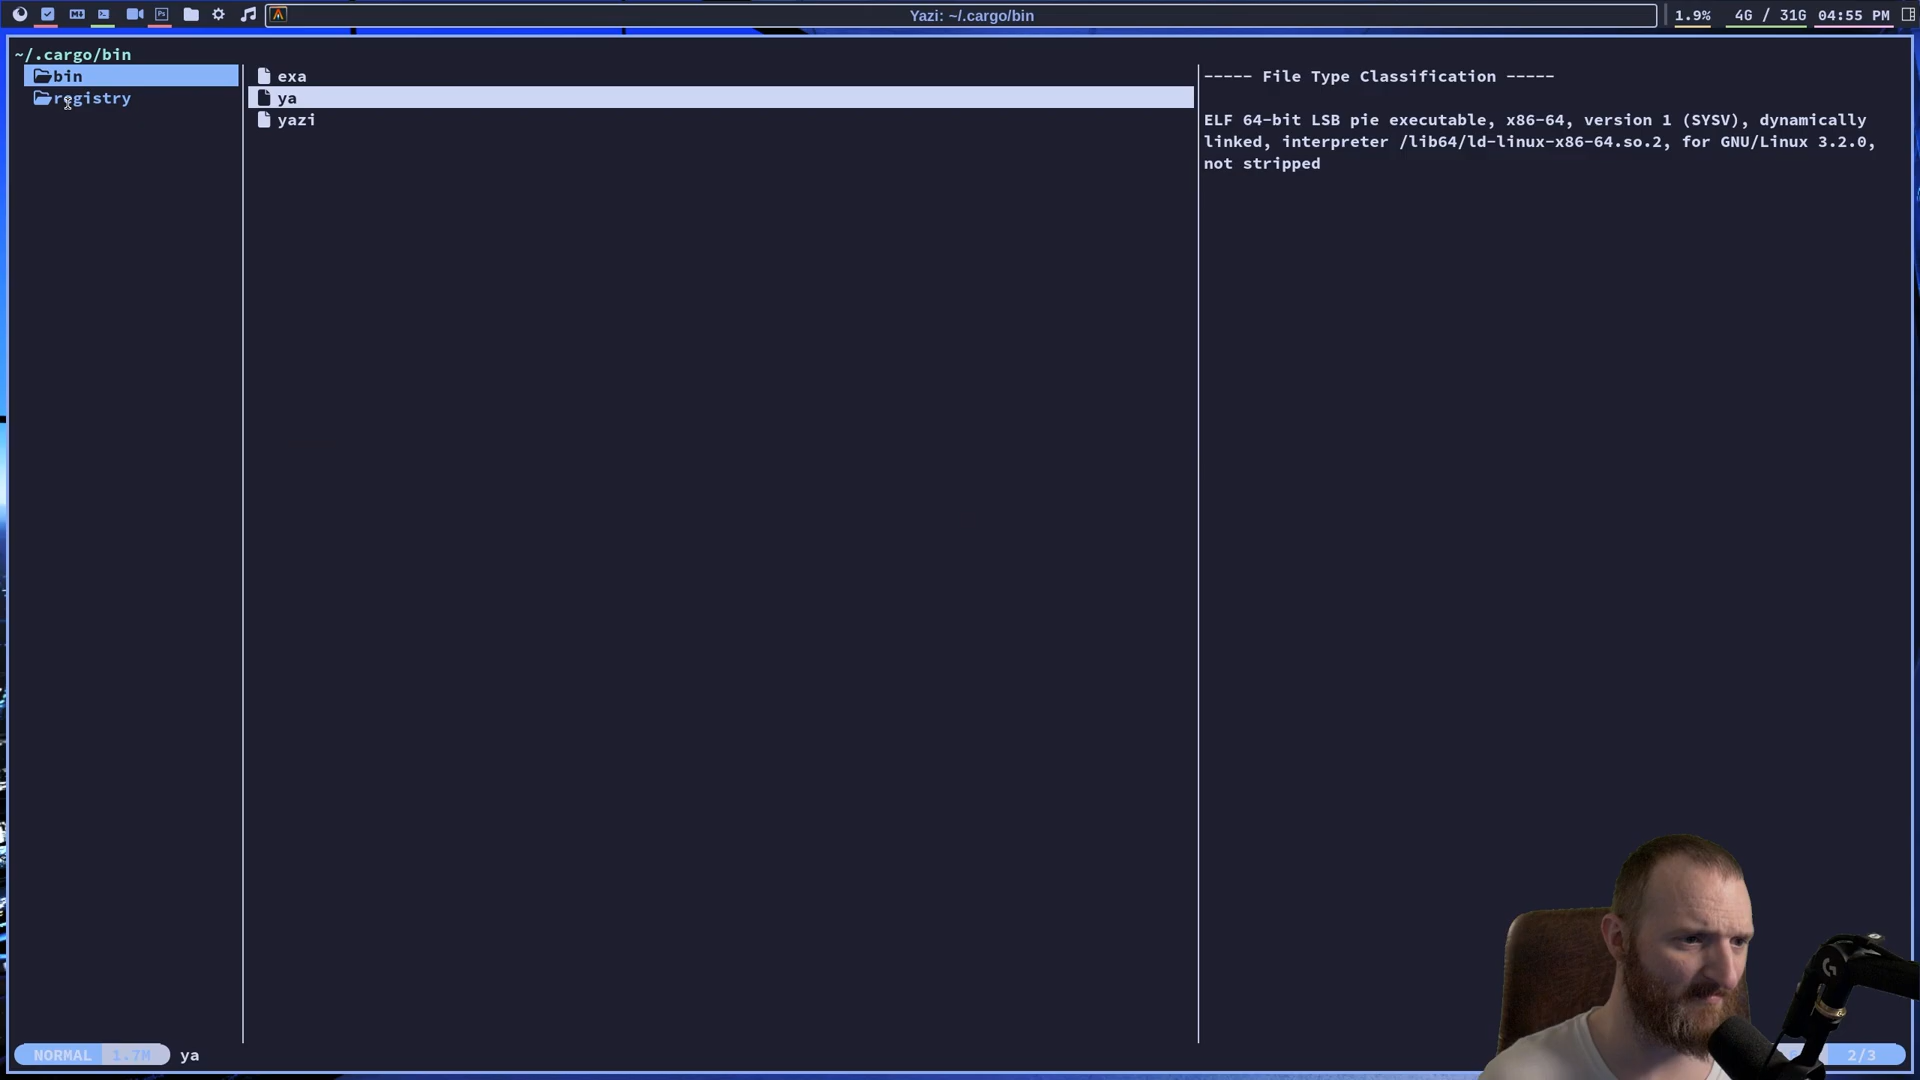 Yazi: ~/.cargo/bin
1.9%
4G / 31G
04:55 PM
~/.cargo/bin
bin
registry
exa
ya
yazi
----- File Type Classification -----
ELF 64-bit LSB pie executable, x86-64, version 1 (SYSV), dynamically
linked, interpreter /lib64/ld-linux-x86-64.so.2, for GNU/Linux 3.2.0,
not stripped
NORMAL 1.7M ya
2/3